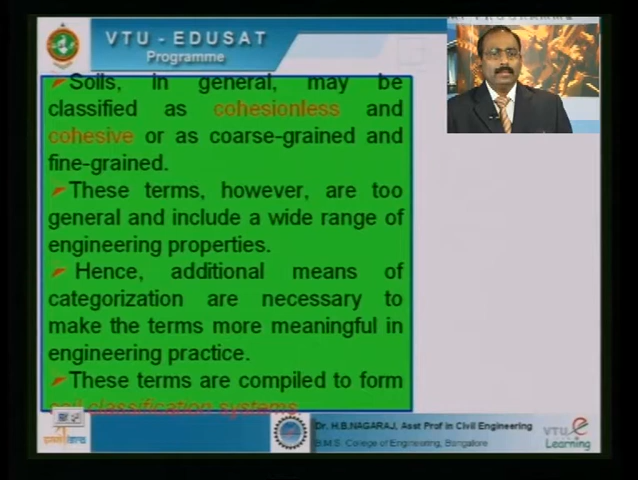 VTU - EDUSAT
Programme
Soils, in general, may be
classified as cohesionless and
cohesive or as coarse-grained and
fine-grained.
These terms, however, are too
general and include a wide range of
engineering properties.
Hence, additional means of
categorization are necessary to
make the terms more meaningful in
engineering practice.
These terms are compiled to form
soil classification systems
Dr. H.B.NAGARAJ, Asst Prof in Civil Engineering
B.M.S. College of Engineering, Bangalore
VTU e
Learning